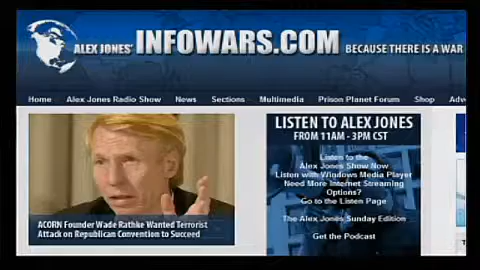 ALEX JONES' INFOWARS.COM BECAUSE THERE IS A WAR
Home Alex Jones Radio Show News Sections Multimedia Prison Planet Forum Shop
LISTEN TO ALEX JONES
FROM 11AM - 3PM CST
Listen to the
Alex Jones Show Now
Listen with Windows Media Player
Need More Internet Streaming
Options?
Go to the Listen Page
The Alex Jones Sunday Edition
Get the Podcast
ACORN Founder Wade Rathke Wanted Terrorist
Attack on Republican Convention to Succeed